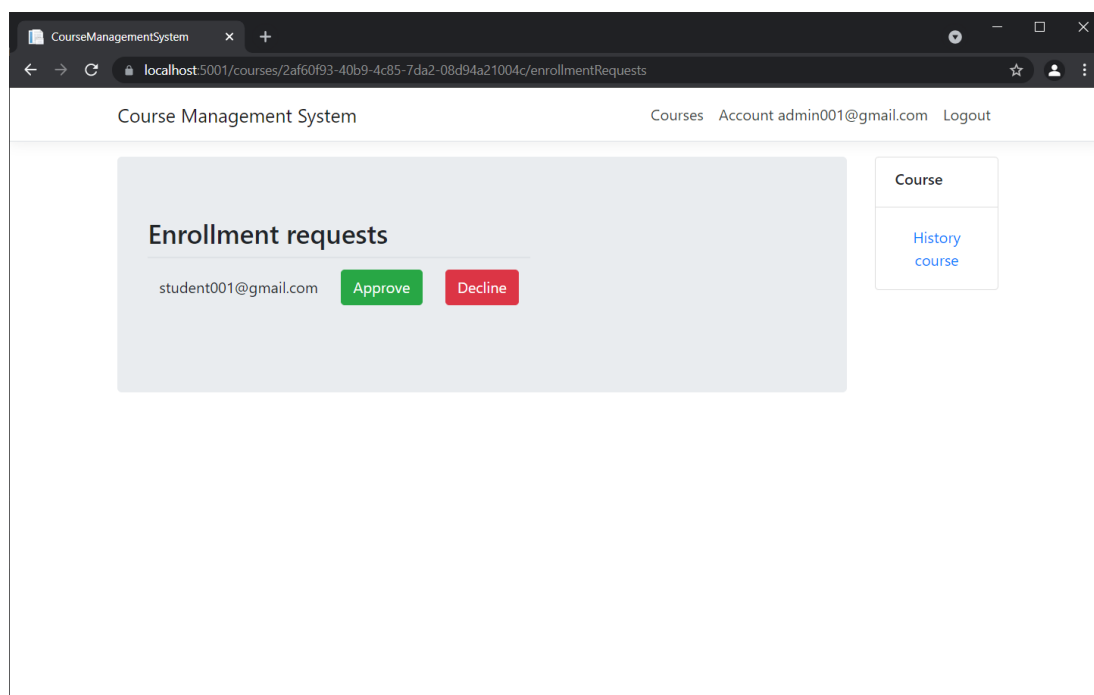 CourseManagementSystem
localhost:5001/courses/2af60f93-40b9-4c85-7da2-08d94a21004c/enrollmentRequests
Course Management System Courses Account admin001@gmail.com Logout
Enrollment requests
student001@gmail.com Approve Decline
Course
History
course